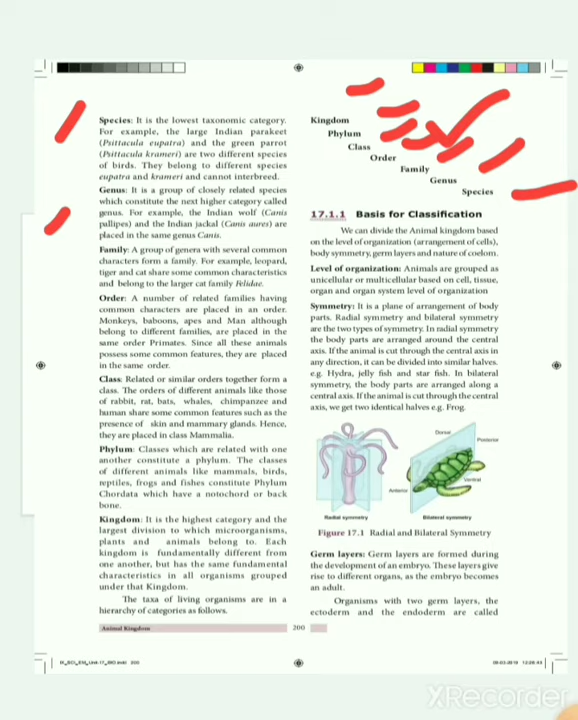 Species: It is the lowest taxonomic category.
For example, the large Indian parakeet
(Psittacula eupatra) and the green parrot
(Psittacula krameri) are two different species
of birds. They belong to different species
eupatra and krameri and cannot interbreed.
Genus: It is a group of closely related species
which constitute the next higher category called
genus. For example, the Indian wolf (Canis
pallipes) and the Indian jackal (Canis aures) are
placed in the same genus Canis.
Family: A group of genera with several common
characters form a family. For example, leopard,
tiger and cat share some common characteristics
and belong to the larger cat family Felidae.
Order: A number of related families having
common characters are placed in an order.
Monkeys, baboons, apes and Man although
belong to different families, are placed in the
same order Primates. Since all these animals
possess some common features, they are placed
in the same order.
Class: Related or similar orders together form a
class. The orders of different animals like those
of rabbit, rat, bats, whales, chimpanzee and
human share some common features such as the
presence of skin and mammary glands. Hence,
they are placed in class Mammalia.
Phylum: Classes which are related with one
another constitute a phylum. The classes
of different animals like mammals, birds,
reptiles, frogs and fishes constitute Phylum
Chordata which have a notochord or back
bone.
Kingdom: It is the highest category and the
largest division to which microorganisms,
plants and animals belong to. Each
kingdom is fundamentally different from
one another, but has the same fundamental
characteristics in all organisms grouped
under that Kingdom.
The taxa of living organisms are in a
hierarchy of categories as follows.
Kingdom
Phylum
Class
Order
Family
Genus
Species
17.1.1 Basis for Classification
We can divide the Animal kingdom based
on the level of organization (arrangement of cells),
body symmetry, germ layers and nature of coelom.
Level of organization: Animals are grouped as
unicellular or multicellular based on cell, tissue,
organ and organ system level of organization
Symmetry: It is a plane of arrangement of body
parts. Radial symmetry and bilateral symmetry
are the two types of symmetry. In radial symmetry
the body parts are arranged around the central
axis. If the animal is cut through the central axis in
any direction, it can be divided into similar halves.
e.g. Hydra, jelly fish and star fish. In bilateral
symmetry, the body parts are arranged along a
central axis. If the animal is cut through the central
axis, we get two identical halves e.g. Frog.
Dorsal
Posterior
Ventral
Anterior
Radial symmetry
Bilateral symmetry
Figure 17.1 Radial and Bilateral Symmetry
Germ layers: Germ layers are formed during
the development of an embryo. These layers give
rise to different organs, as the embryo becomes
an adult.
Organisms with two germ layers, the
ectoderm and the endoderm are called
Animal Kingdom
200
XRecorder